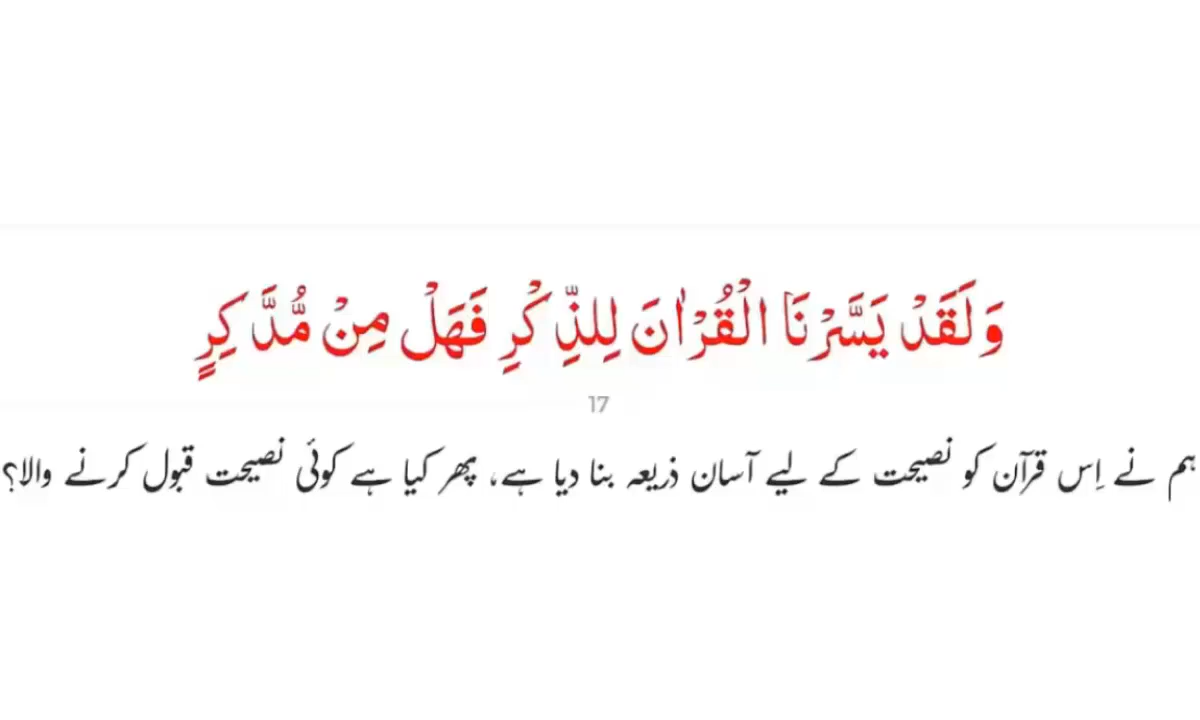 وَلَقَدْ يَسَّرْنَا الْقُرْاٰنَ لِلذِّكْرِ فَهَلْ مِنْ مُّدَّكِرٍ
17
ہم نے اِس قرآن کو نصیحت کے لیے آسان ذریعہ بنا دیا ہے، پھر کیا ہے کوئی نصیحت قبول کرنے والا؟